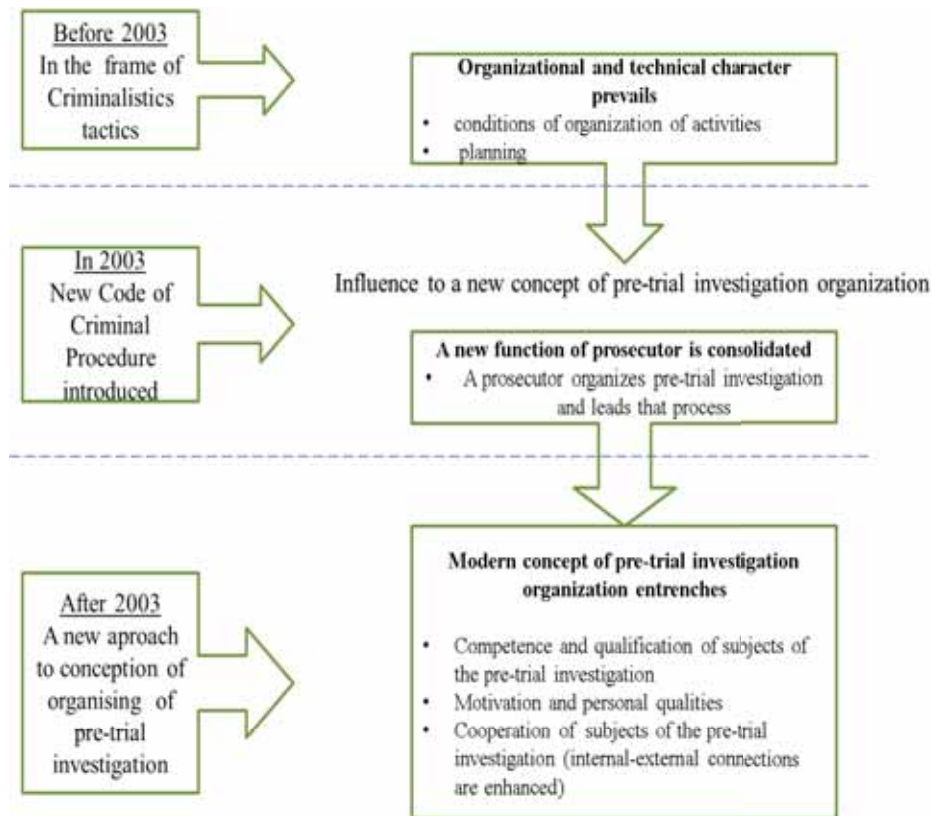 Before 2003
In the frame of
Criminalistics
tactics
Organizational and technical character
prevails
• conditions of organization of activities
• planning
In 2003
New Code of
Criminal
Procedure
introduced
Influence to a new concept of pre-trial investigation organization
A new function of prosecutor is consolidated
• A prosecutor organizes pre-trial investigation
and leads that process
After 2003
A new aproach
to conception of
organising of
pre-trial
investigation
Modern concept of pre-trial investigation
organization entrenches
• Competence and qualification of subjects of
the pre-trial investigation
• Motivation and personal qualities
• Cooperation of subjects of the pre-trial
investigation (internal-external connections
are enhanced)